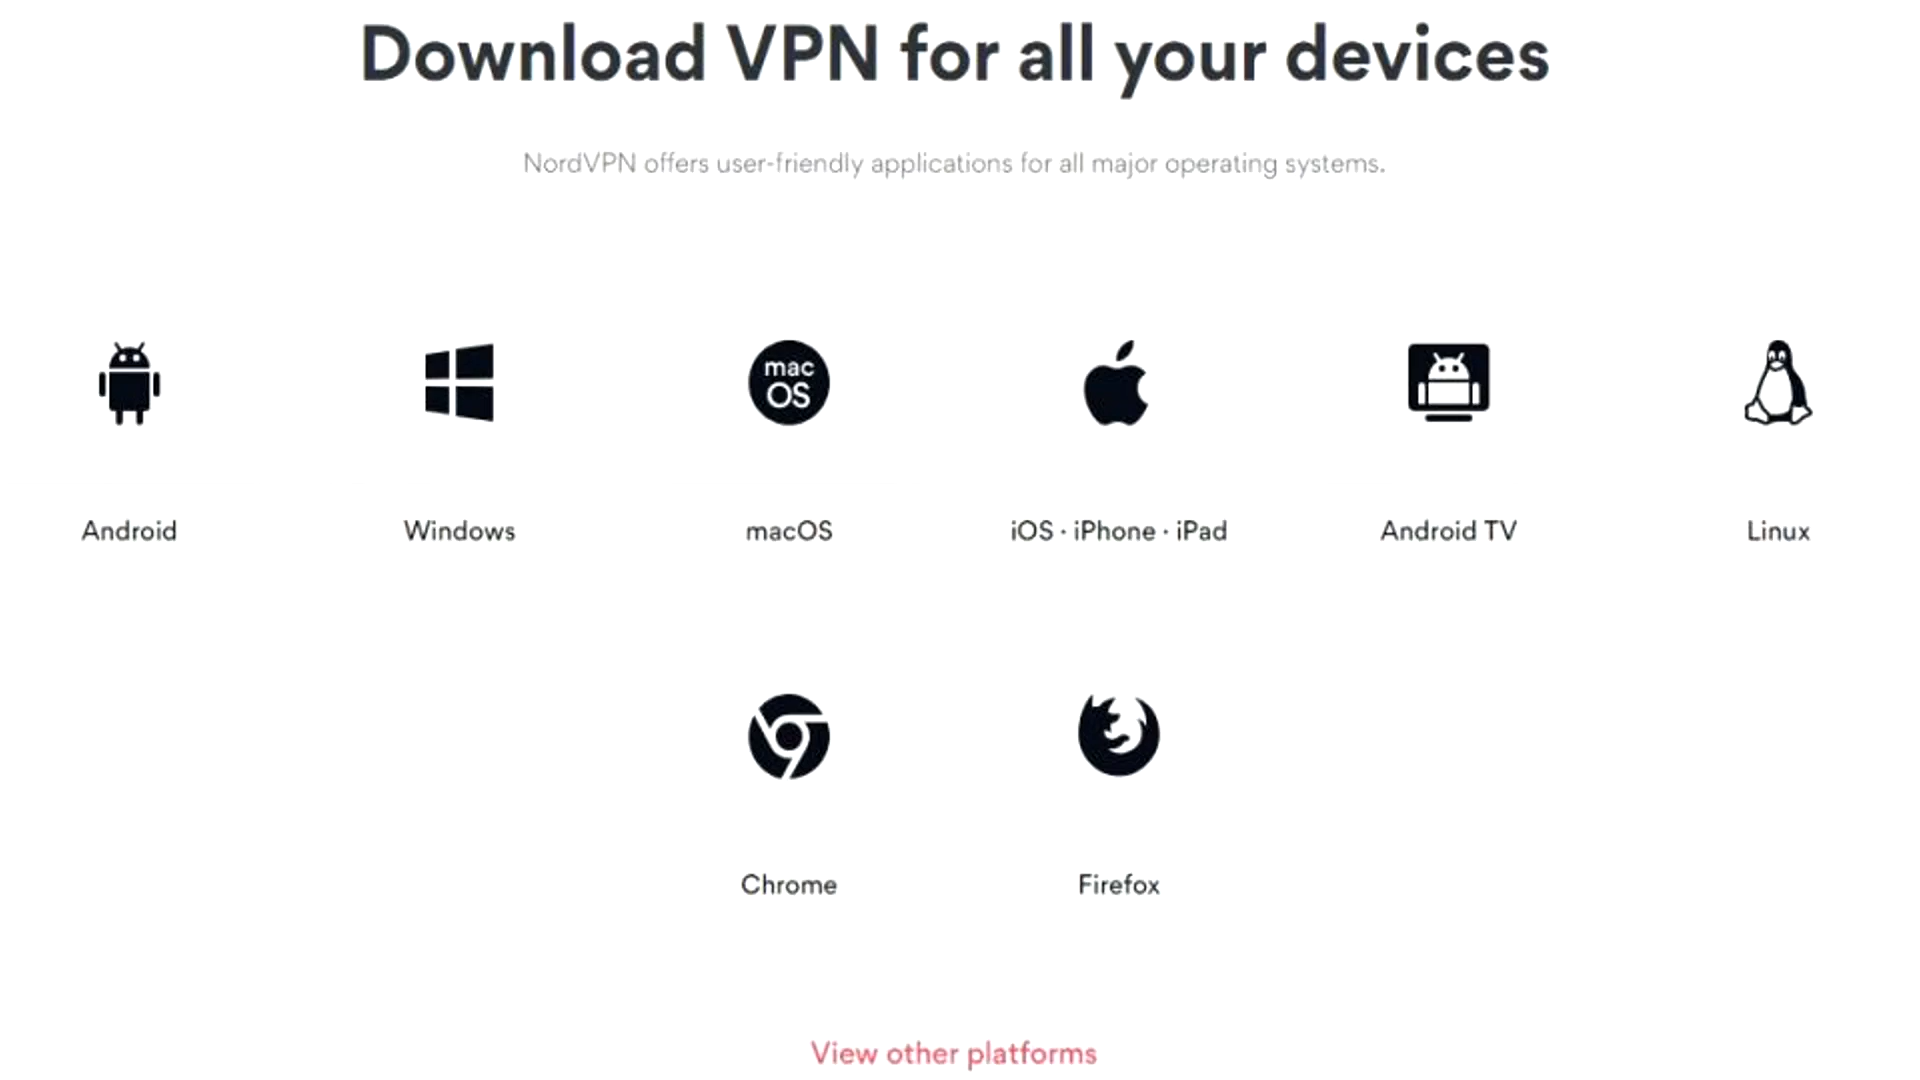 Download VPN for all your devices
NordVPN offers user-friendly applications for all major operating systems.
mac
OS
Android
Windows
macOS
iOS · iPhone · iPad
Android TV
Linux
Chrome
Firefox
View other platforms